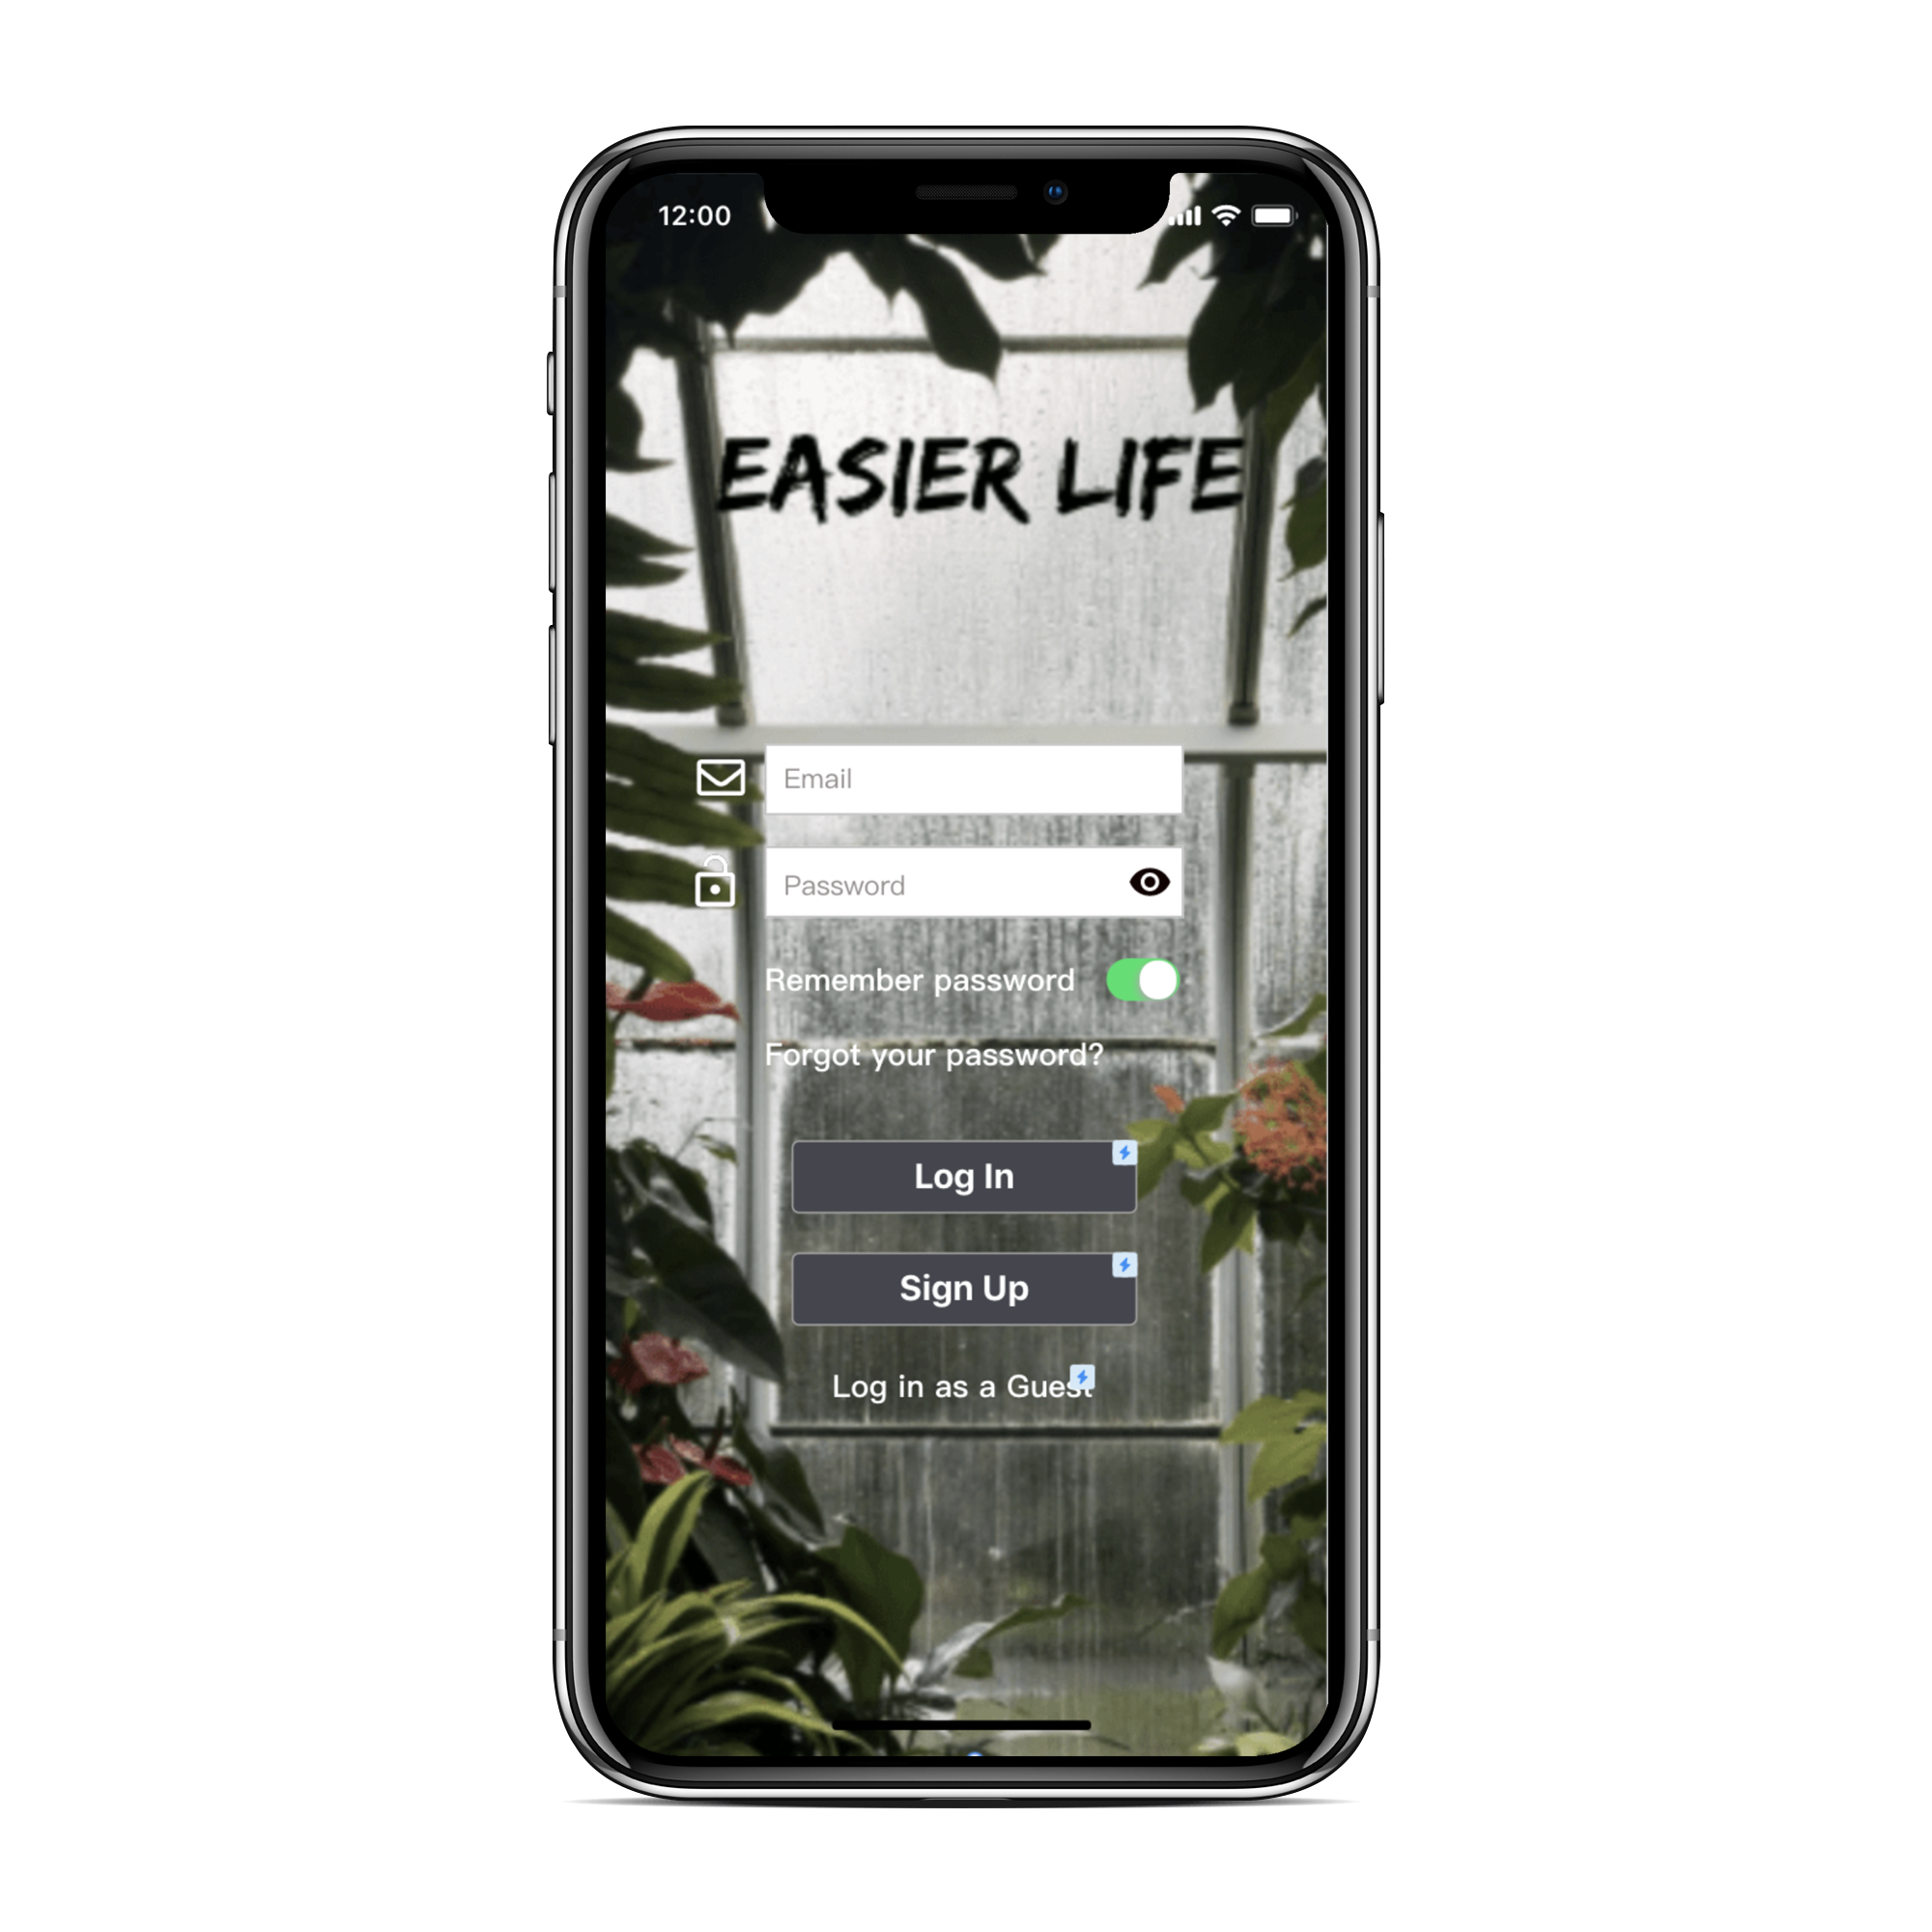 12:00
EASIER LIFE
Email
Password
Remember password
Forgot your password?
Log In
Sign Up
Log in as a Guest